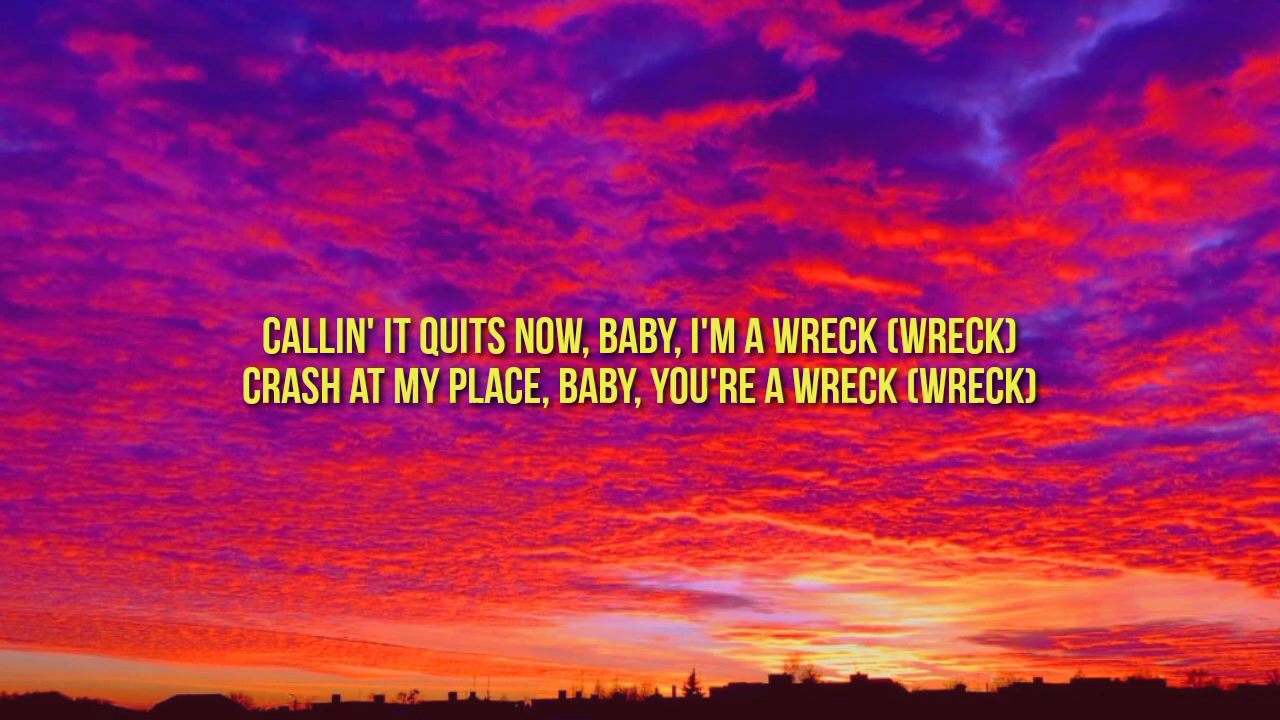 CALLIN' IT QUITS NOW, BABY, I'M A WRECK (WRECK)
CRASH AT MY PLACE, BABY, YOU'RE A WRECK (WRECK)